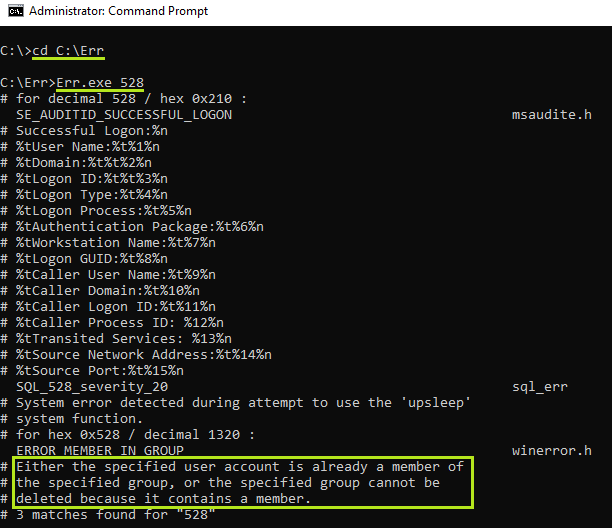 Administrator: Command Prompt
C:\>cd C:\Err
C:\Err>Err.exe 528
# for decimal 528 / hex 0x210 :
SE_AUDITID_SUCCESSFUL_LOGON msaudite.h
# Successful Logon:%n
# %tUser Name:%t%1%n
# %tDomain:%t%t%2%n
# %tLogon ID:%t%t%3%n
# %tLogon Type:%t%4%n
# %tLogon Process:%t%5%n
# %tAuthentication Package:%t%6%n
# %tWorkstation Name:%t%7%n
# %tLogon GUID:%t%8%n
# %tCaller User Name:%t%9%n
# %tCaller Domain:%t%10%n
# %tCaller Logon ID:%t%11%n
# %tCaller Process ID: %12%n
# %tTransited Services: %13%n
# %tSource Network Address:%t%14%n
# %tSource Port:%t%15%n
SQL_528_severity_20 sql_err
# System error detected during attempt to use the 'upsleep'
# system function.
# for hex 0x528 / decimal 1320 :
ERROR_MEMBER_IN_GROUP winerror.h
# Either the specified user account is already a member of
# the specified group, or the specified group cannot be
# deleted because it contains a member.
# 3 matches found for "528"